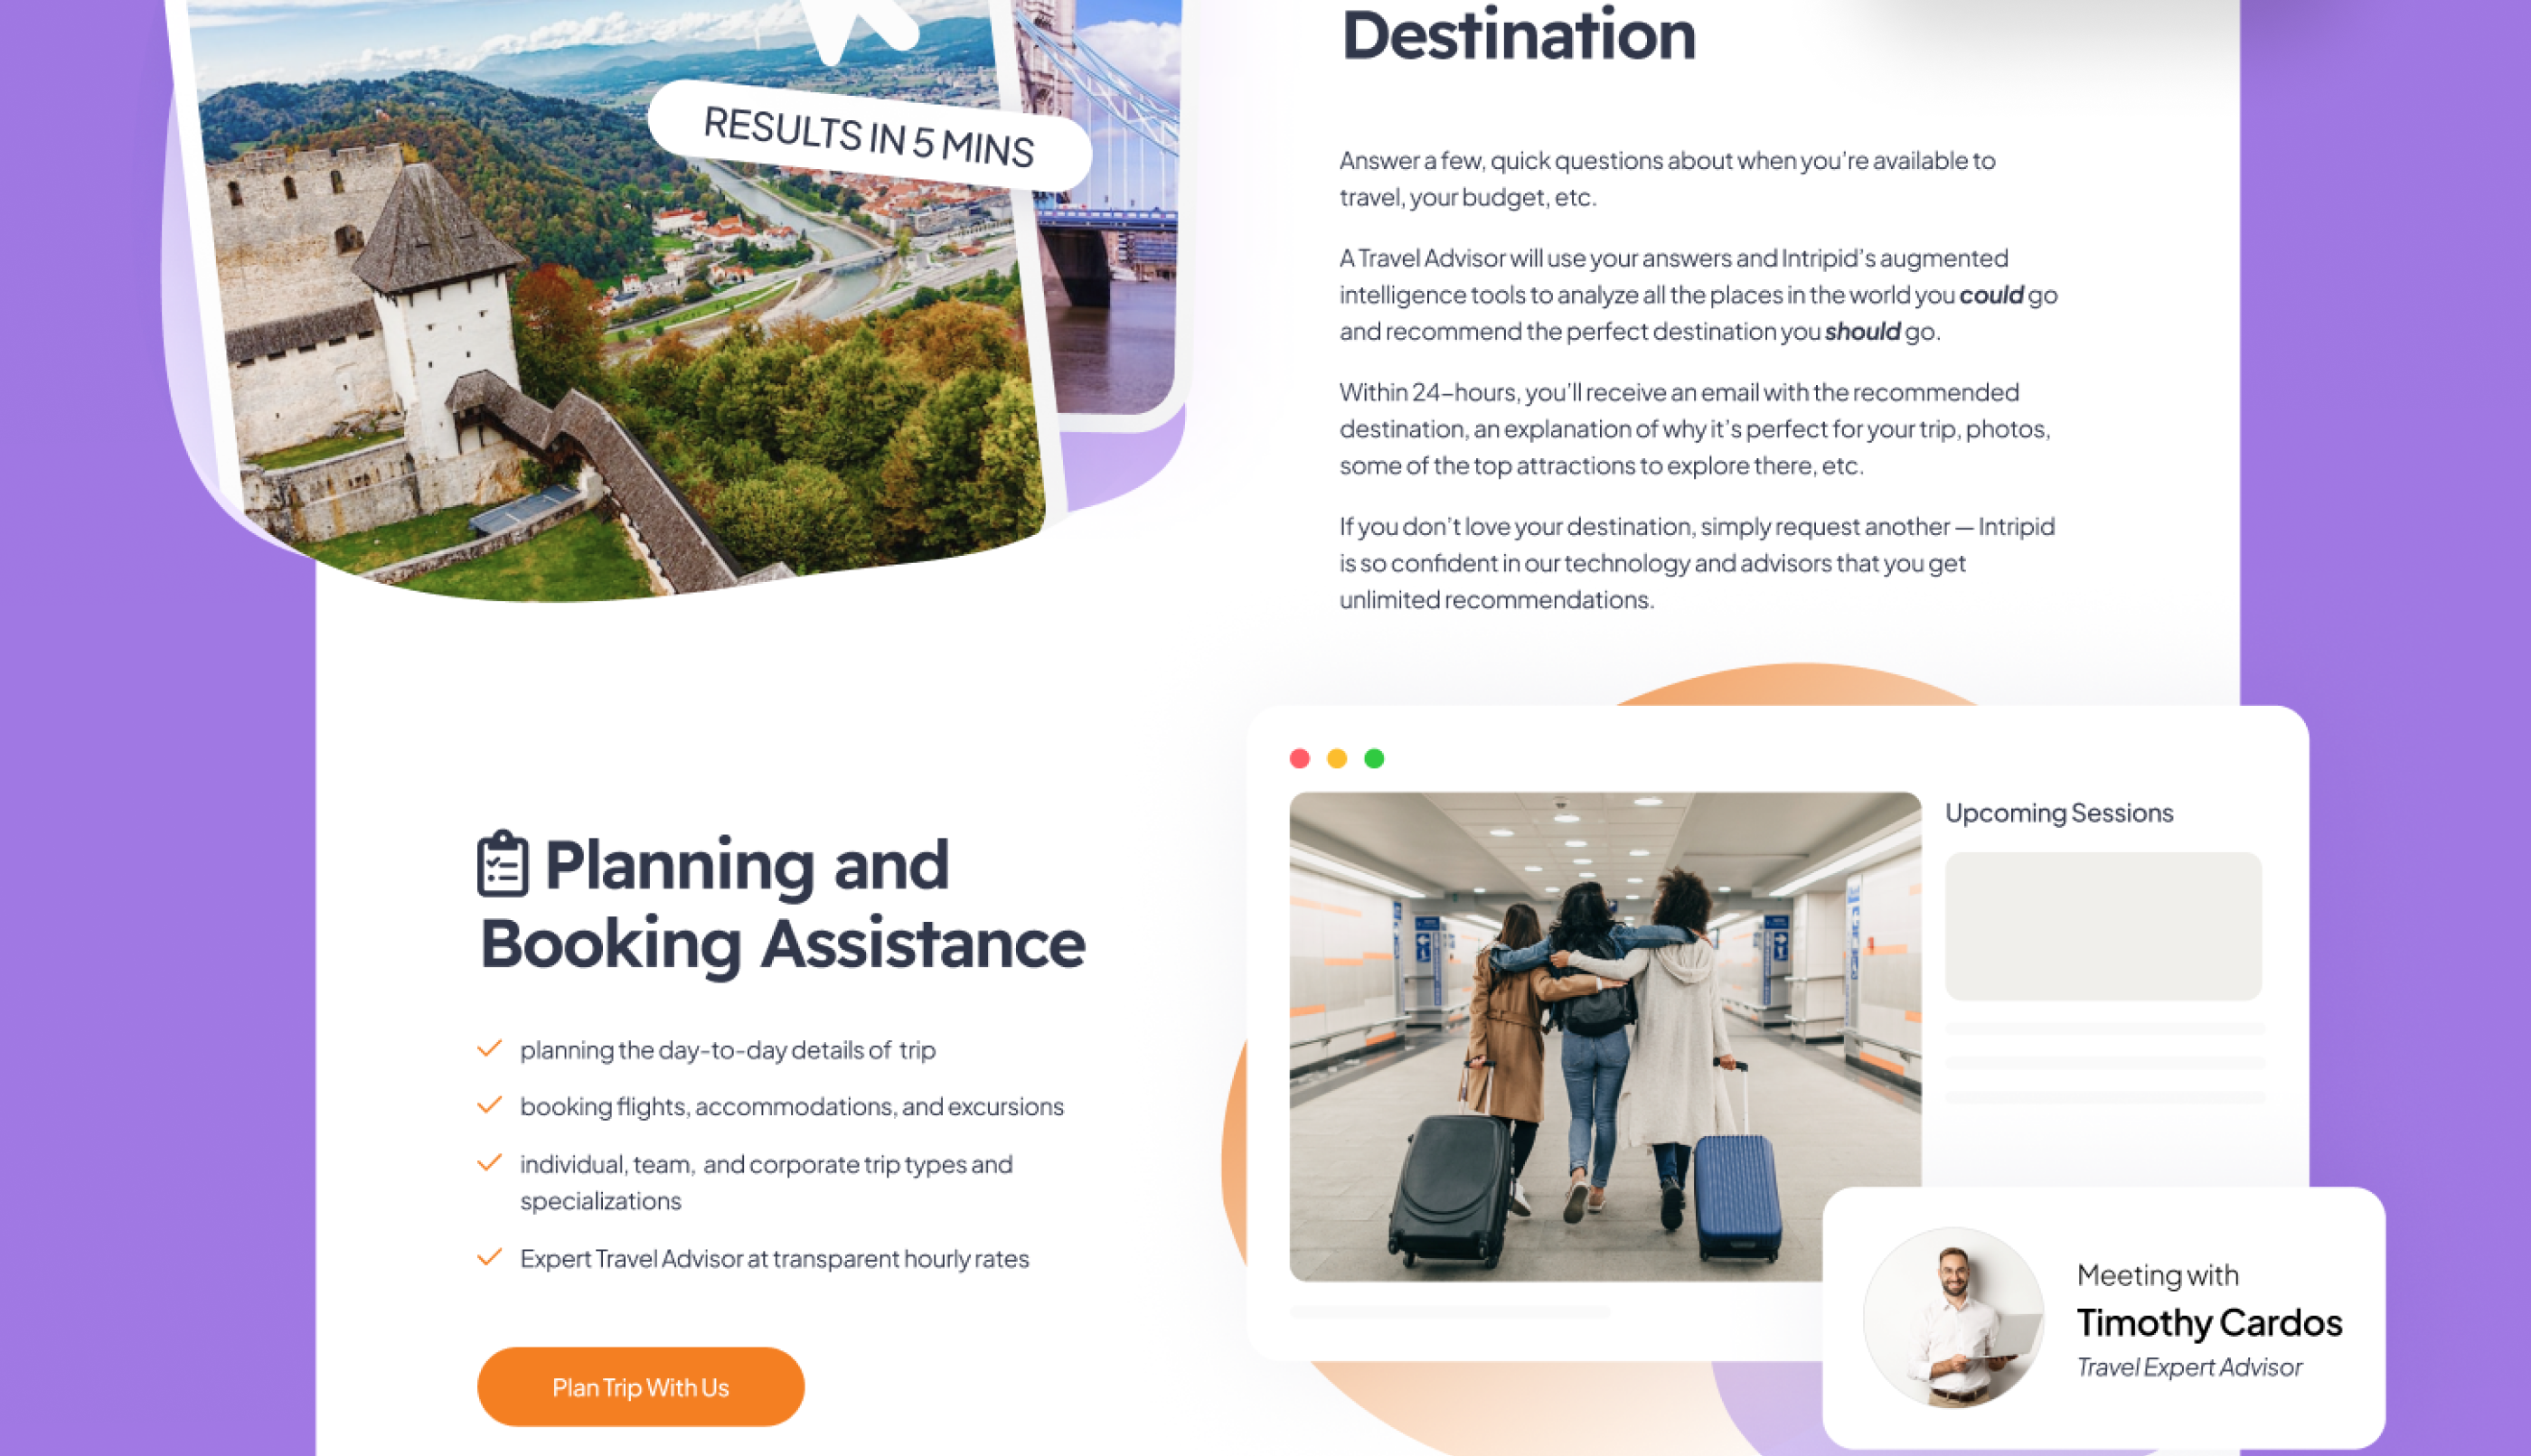 RESULTS IN 5 MINS
Destination
Answer a few, quick questions about when you're available to
travel, your budget, etc.
A Travel Advisor will use your answers and Intripid's augmented
intelligence tools to analyze all the places in the world you could go
and recommend the perfect destination you should go.
Within 24-hours, you'll receive an email with the recommended
destination, an explanation of why it's perfect for your trip, photos,
some of the top attractions to explore there, etc.
If you don't love your destination, simply request another — Intripid
is so confident in our technology and advisors that you get
unlimited recommendations.
Planning and
Booking Assistance
planning the day-to-day details of  trip
booking flights, accommodations, and excursions
individual, team,  and corporate trip types and
specializations
Expert Travel Advisor at transparent hourly rates
Plan Trip With Us
Upcoming Sessions
Meeting with
Timothy Cardos
Travel Expert Advisor